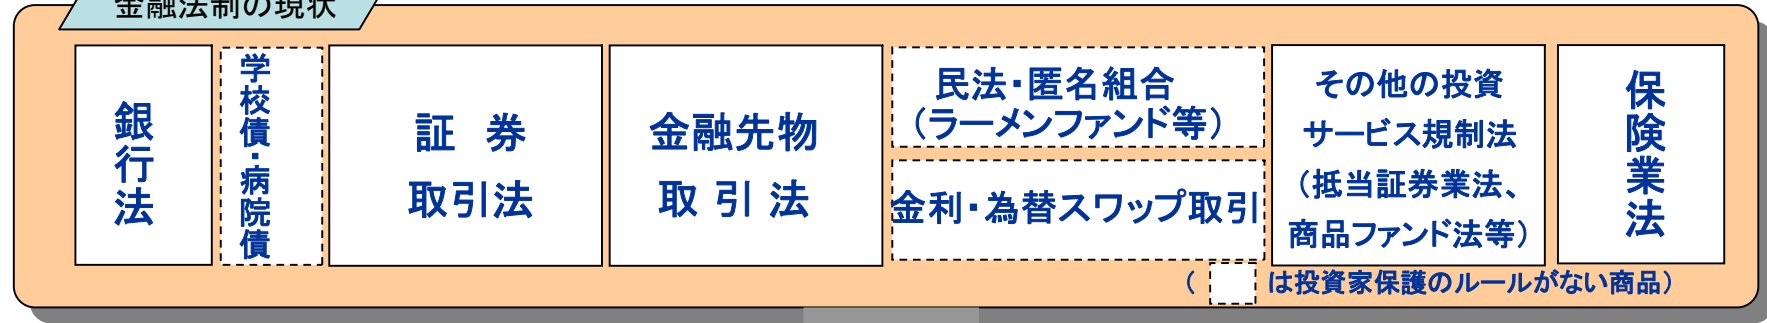 金融法制の現状
銀行法
学校債・病院債
証 券
取引法
金融先物
取 引 法
民法・匿名組合
（ラーメンファンド等）
金利・為替スワップ取引
その他の投資
サービス規制法
（抵当証券業法、
商品ファンド法等）
保険業法
（　　は投資家保護のルールがない商品）